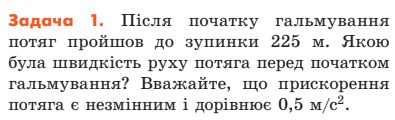 Задача 1. Після початку гальмування
потяг пройшов до зупинки 225 м. Якою
була швидкість руху потяга перед початком
гальмування? Вважайте, що прискорення
потяга є незмінним і дорівнює 0,5 м/с².